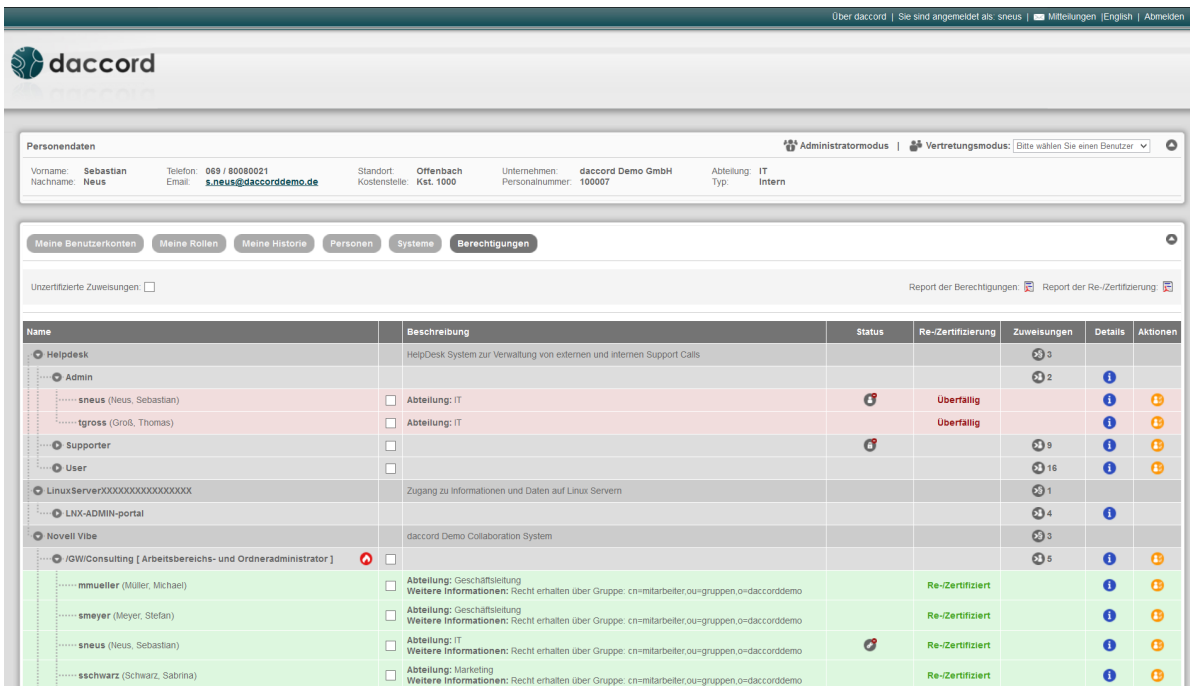 Über daccord | Sie sind angemeldet als: sneus | Mitteilungen |English | Abmelden
daccord
Personendaten Administratormodus | Vertretungsmodus: Bitte wählen Sie einen Benutzer
Vorname: Sebastian Telefon: 069 / 80080021 Standort: Offenbach Unternehmen: daccord Demo GmbH Abteilung: IT
Nachname: Neus Email: s.neus@daccorddemo.de Kostenstelle: Kst. 1000 Personalnummer: 100007 Typ: Intern
Meine Benutzerkonten Meine Rollen Meine Historie Personen Systeme Berechtigungen
Unzertifizierte Zuweisungen: Report der Berechtigungen: Report der Re-/Zertifizierung:
Name Beschreibung Status Re-/Zertifizierung Zuweisungen Details Aktionen
Helpdesk HelpDesk System zur Verwaltung von externen und internen Support Calls 3
Admin 2
sneus (Neus, Sebastian) Abteilung: IT Überfällig
tgross (Groß, Thomas) Abteilung: IT Überfällig
Supporter 9
User 16
LinuxServerXXXXXXXXXXXXXXXX Zugang zu Informationen und Daten auf Linux Servern 1
LNX-ADMIN-portal 4
Novell Vibe daccord Demo Collaboration System 3
/GW/Consulting [ Arbeitsbereichs- und Ordneradministrator ] 5
mmueller (Müller, Michael) Abteilung: Geschäftsleitung Re-/Zertifiziert
Weitere Informationen: Recht erhalten über Gruppe: cn=mitarbeiter,ou=gruppen,o=daccorddemo
smeyer (Meyer, Stefan) Abteilung: Geschäftsleitung Re-/Zertifiziert
Weitere Informationen: Recht erhalten über Gruppe: cn=mitarbeiter,ou=gruppen,o=daccorddemo
sneus (Neus, Sebastian) Abteilung: IT Re-/Zertifiziert
Weitere Informationen: Recht erhalten über Gruppe: cn=mitarbeiter,ou=gruppen,o=daccorddemo
sschwarz (Schwarz, Sabrina) Abteilung: Marketing Re-/Zertifiziert
Weitere Informationen: Recht erhalten über Gruppe: cn=mitarbeiter,ou=gruppen,o=daccorddemo